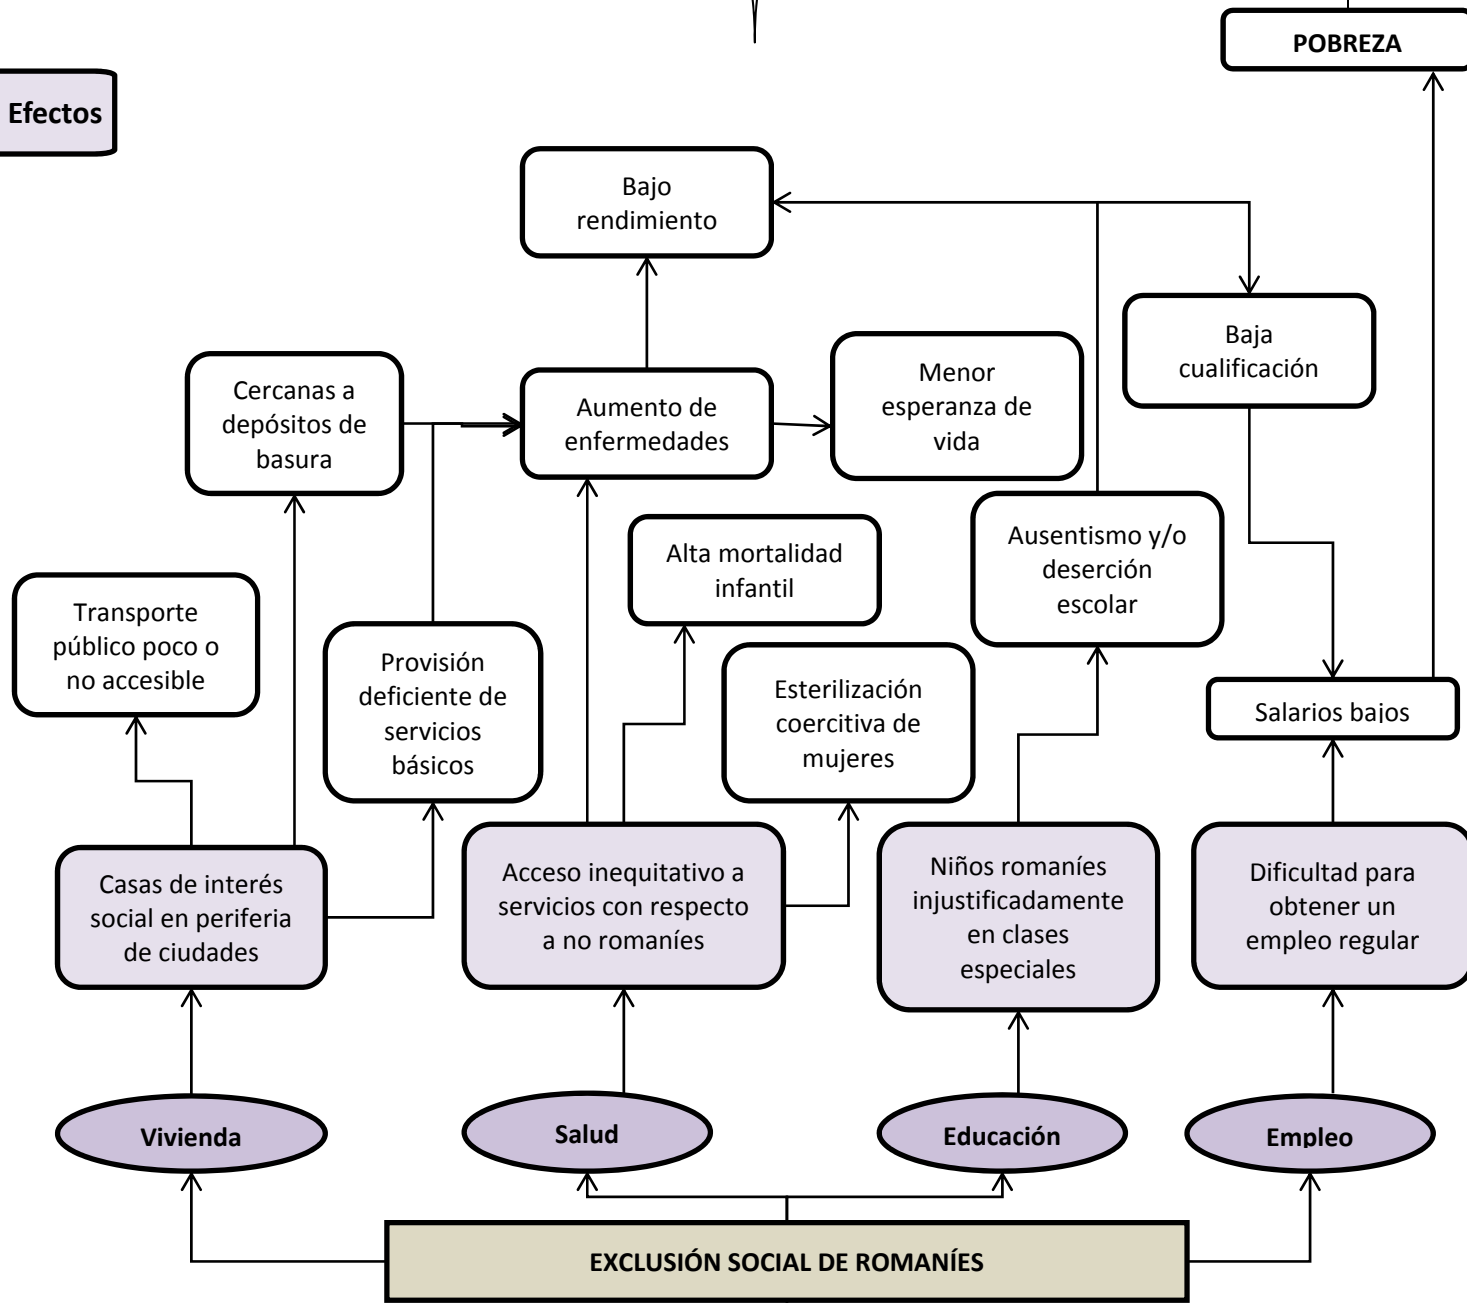 POBREZA
Efectos
Bajo
rendimiento
Baja
cualificación
Menor
esperanza de
vida
Cercanas a
depósitos de
basura
Aumento de
enfermedades
Ausentismo y/o
deserción
escolar
Alta mortalidad
infantil
Transporte
público poco o
no accesible
Provisión
deficiente de
servicios
básicos
Esterilización
coercitiva de
mujeres
Salarios bajos
Casas de interés
social en periferia
de ciudades
Acceso inequitativo a
servicios con respecto
a no romaníes
Niños romaníes
injustificadamente
en clases
especiales
Dificultad para
obtener un
empleo regular
Vivienda
Salud
Educación
Empleo
EXCLUSIÓN SOCIAL DE ROMANÍES